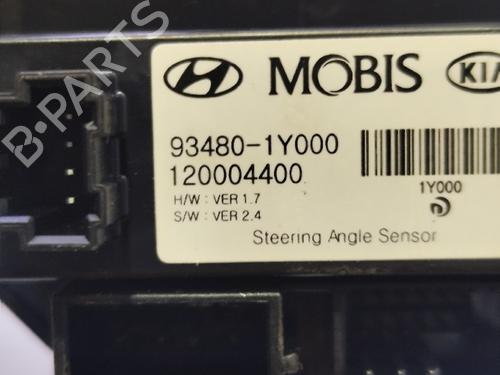 MOBIS KIA
93480-1Y000
120004400
H/W : VER 1.7
S/W : VER 2.4
1Y000
Steering Angle Sensor
B-PARTS